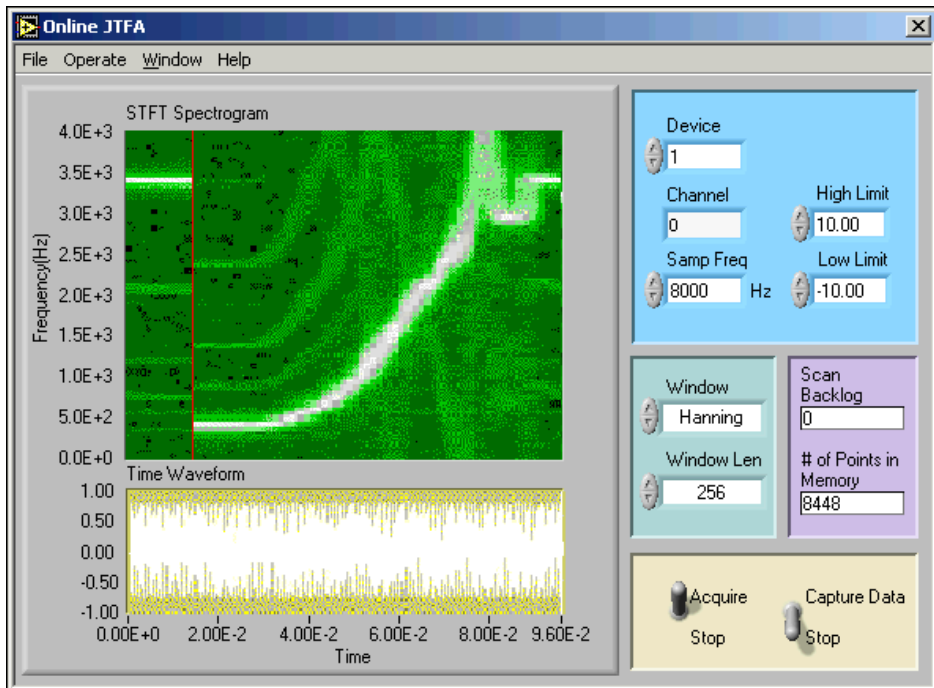 Online JTFA
File Operate Window Help
STFT Spectrogram
4.0E+3
3.5E+3
3.0E+3
2.5E+3
2.0E+3
1.5E+3
1.0E+3
5.0E+2
0.0E+0
Frequency(Hz)
Time Waveform
1.00
0.50
0.00
-0.50
-1.00
0.00E+0 2.00E-2 4.00E-2 6.00E-2 8.00E-2 9.60E-2
Time
Device
1
Channel
0
High Limit
10.00
Samp Freq
8000 Hz
Low Limit
-10.00
Window
Hanning
Window Len
256
Scan
Backlog
0
# of Points in
Memory
8448
Acquire
Stop
Capture Data
Stop